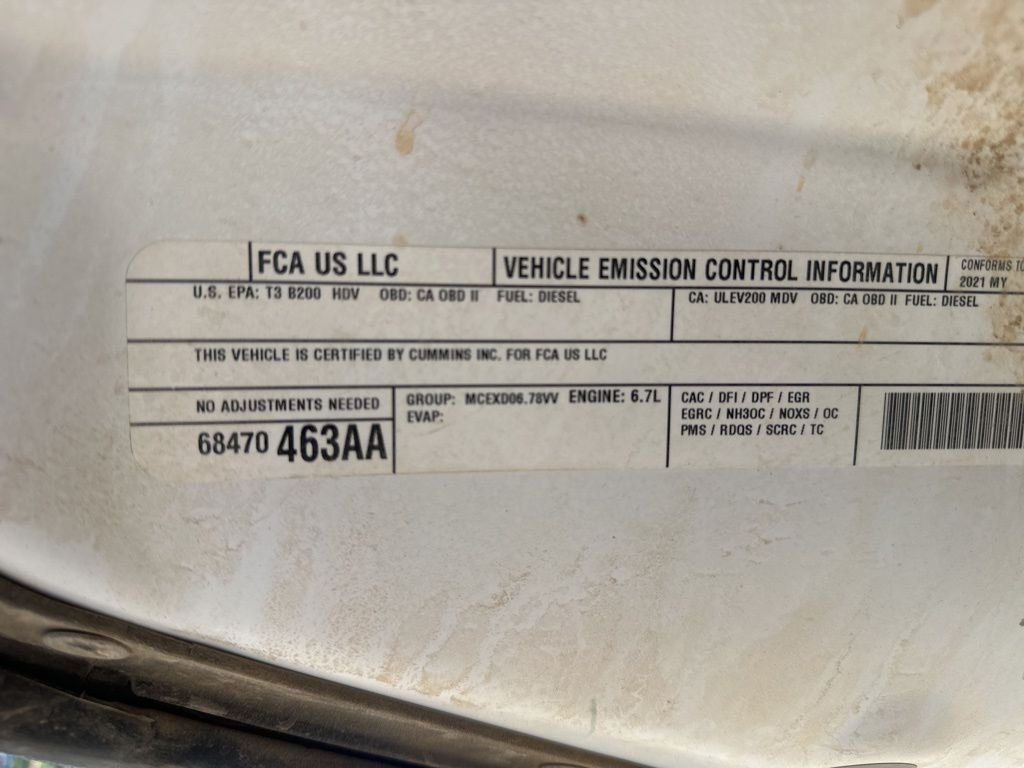 FCA US LLC
VEHICLE EMISSION CONTROL INFORMATION
CONFORMS TO
2021 MY
U.S. EPA: T3 B200 HDV OBD: CA OBD II FUEL: DIESEL
CA: ULEV200 MDV OBD: CA OBD II FUEL: DIESEL
THIS VEHICLE IS CERTIFIED BY CUMMINS INC. FOR FCA US LLC
NO ADJUSTMENTS NEEDED
68470 463AA
GROUP: MCEXD06.78VV ENGINE: 6.7L
EVAP:
CAC / DFI / DPF / EGR
EGRC / NH3OC / NOXS / OC
PMS / RDQS / SCRC / TC